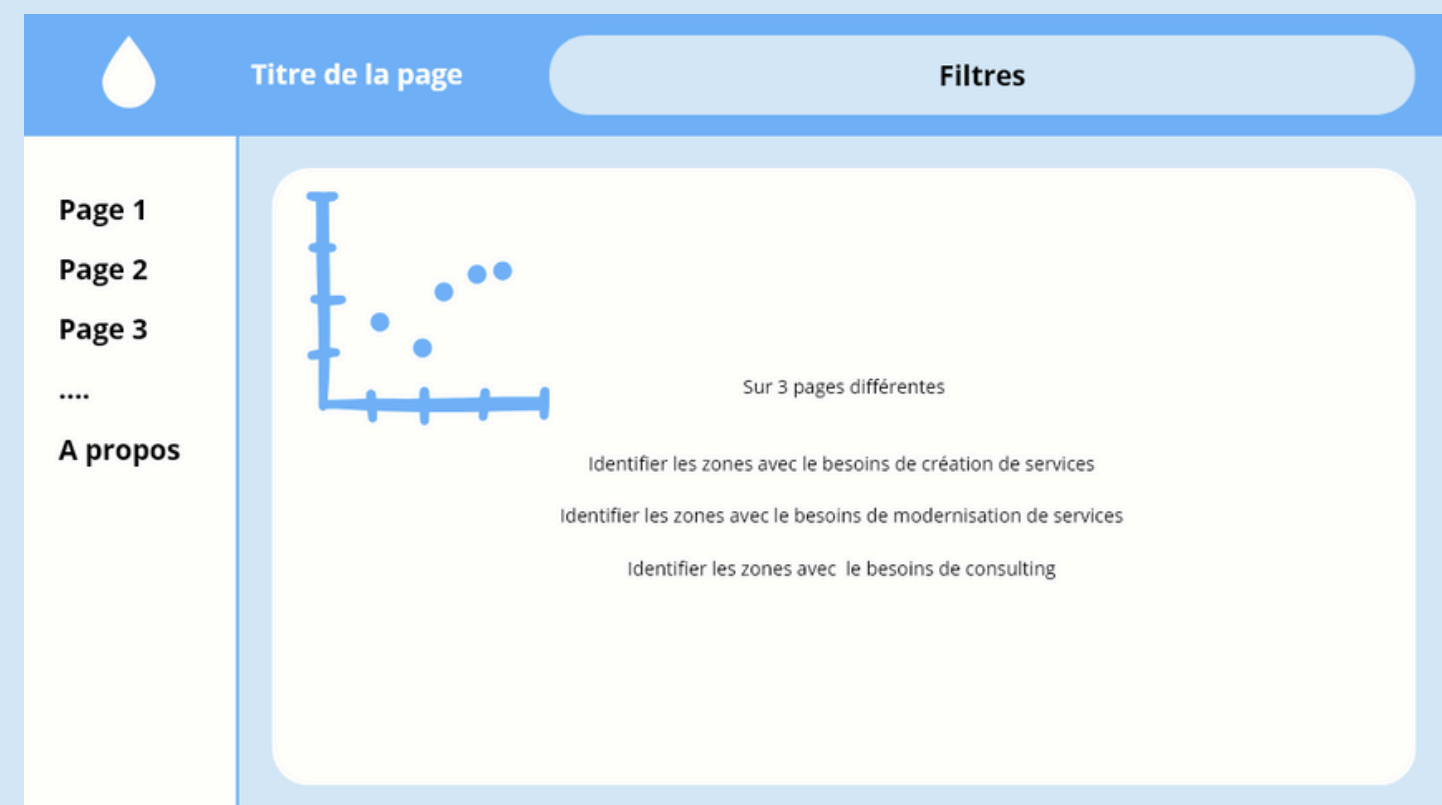 Titre de la page
Filtres
Page 1
Page 2
Page 3
....
A propos
Sur 3 pages différentes
Identifier les zones avec le besoins de création de services
Identifier les zones avec le besoins de modernisation de services
Identifier les zones avec  le besoins de consulting